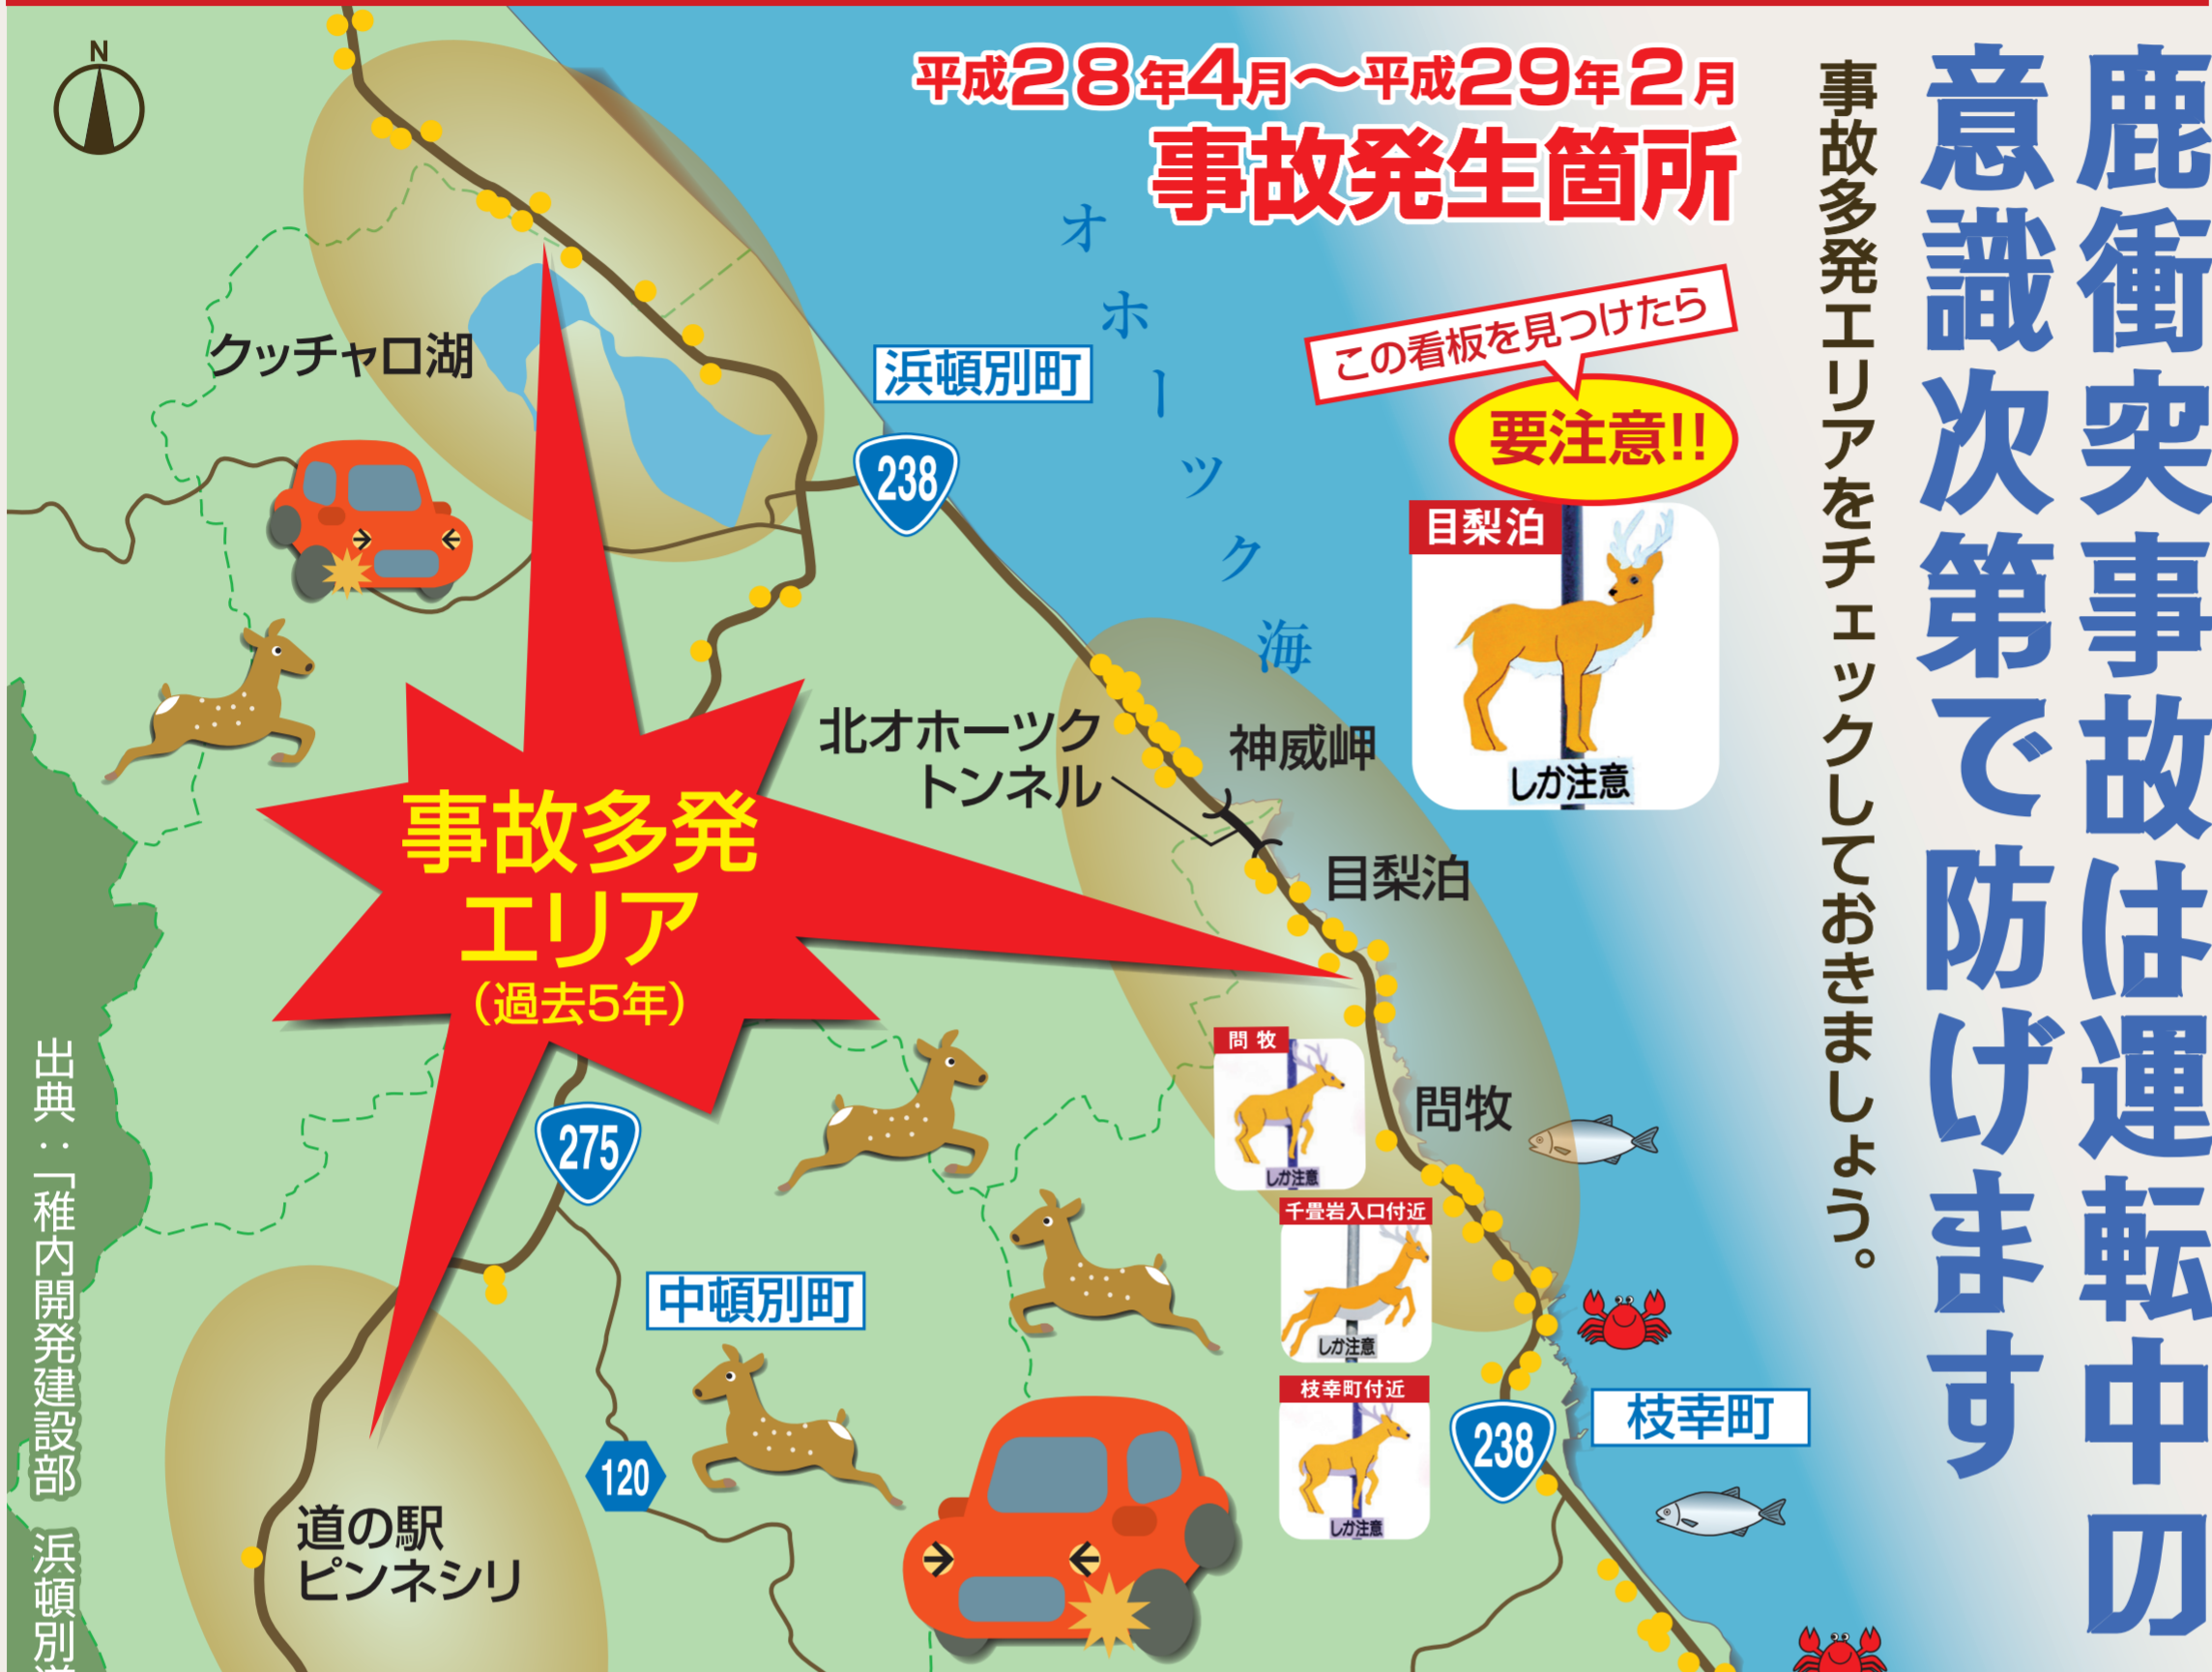 鹿衝突事故は運転中の
意識次第で防げます
事故多発エリアをチェックしておきましょう。
平成28年4月～平成29年2月
事故発生箇所
N
オホーツク海
この看板を見つけたら
要注意!!
目梨泊
しか注意
クッチャロ湖
浜頓別町
238
北オホーツク
トンネル
神威岬
目梨泊
事故多発
エリア
（過去5年）
問牧
しか注意
問牧
275
千畳岩入口付近
しか注意
中頓別町
枝幸町付近
しか注意
238
枝幸町
120
道の駅
ピンネシリ
出典：「稚内開発建設部 浜頓別道